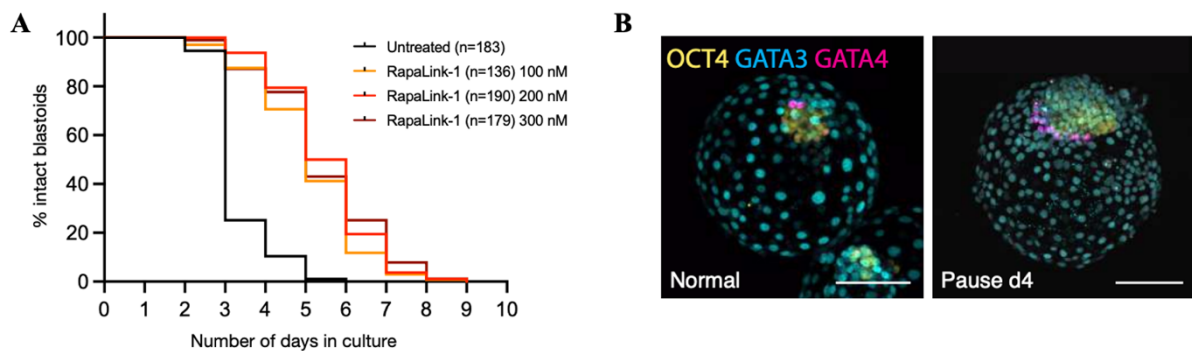 A
% intact blastoids
100
80
60
40
20
0
0 1 2 3 4 5 6 7 8 9 10
Number of days in culture
Untreated (n=183)
RapaLink-1 (n=136) 100 nM
RapaLink-1 (n=190) 200 nM
RapaLink-1 (n=179) 300 nM
B
OCT4 GATA3 GATA4
Normal
Pause d4